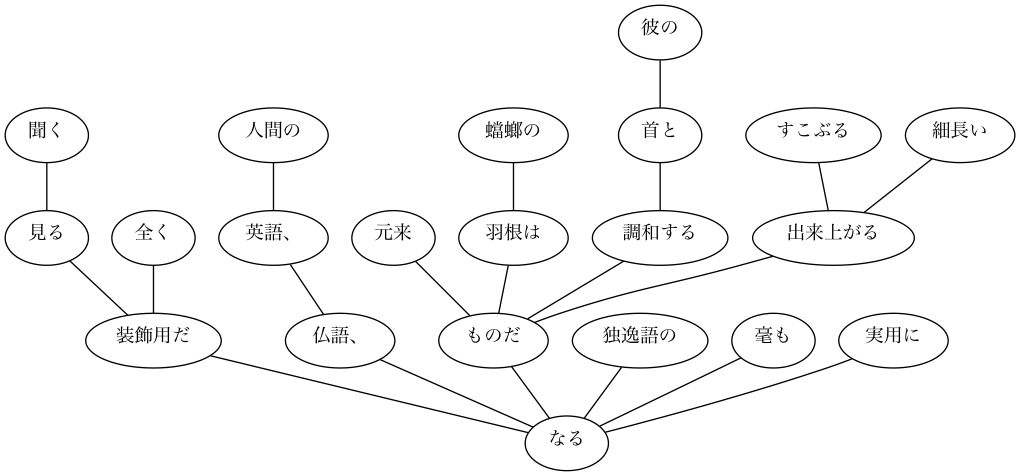 彼の
聞く 人間の 蟷螂の 首と すこぶる 細長い
見る 全く 英語、 元来 羽根は 調和する 出来上がる
装飾用だ 仏語、 ものだ 独逸語の 毫も 実用に
なる